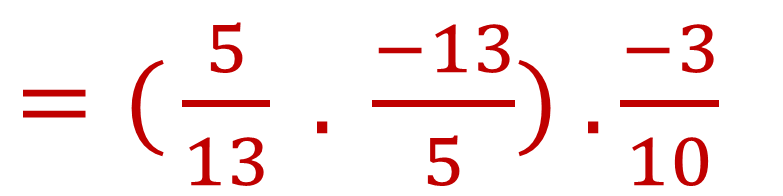 = (5/13 . −13/5) . −3/10